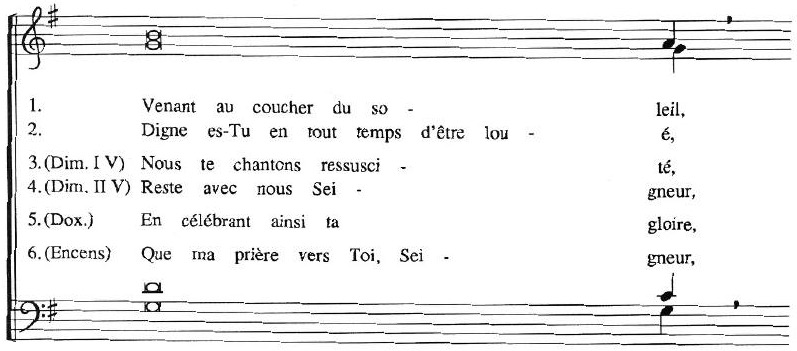 1. Venant au coucher du so - leil,
2. Digne es-Tu en tout temps d'être lou - é,
3.(Dim. I V) Nous te chantons ressusci - té,
4.(Dim. II V) Reste avec nous Sei - gneur,
5.(Dox.) En célébrant ainsi ta gloire,
6.(Encens) Que ma prière vers Toi, Sei - gneur,